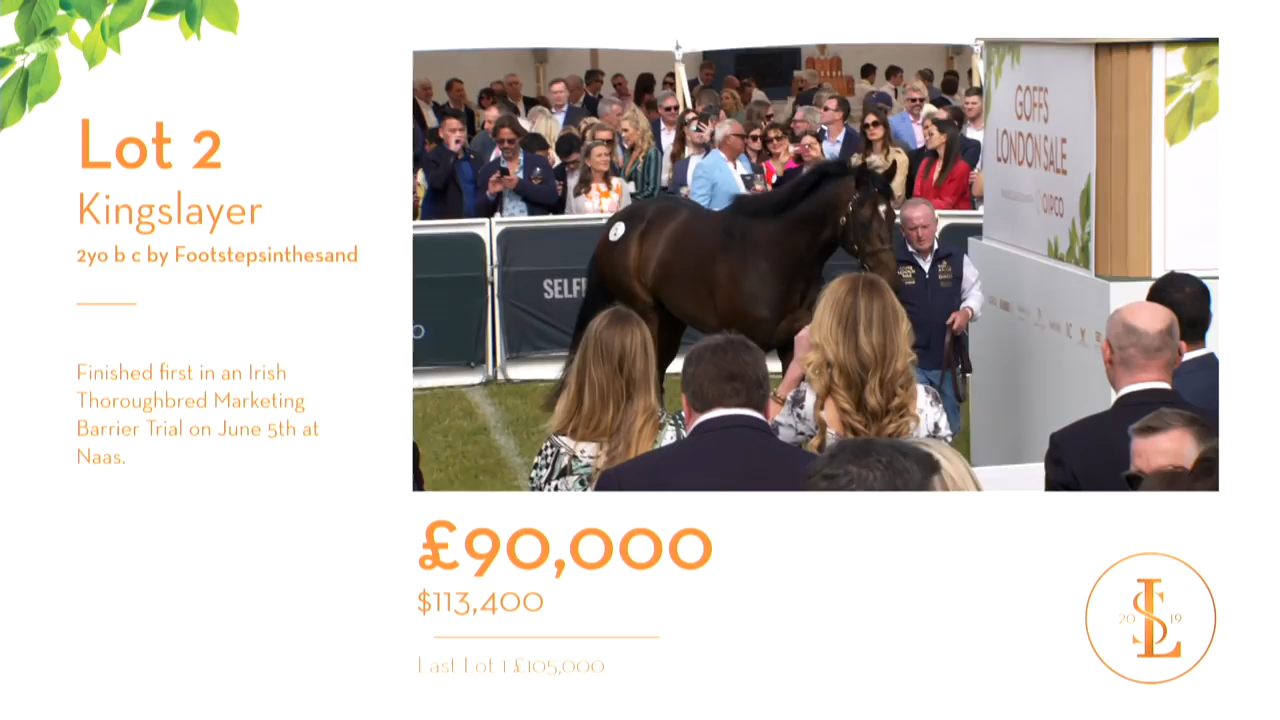 Lot 2
Kingslayer
2yo b c by Footstepsinthesand
Finished first in an Irish
Thoroughbred Marketing
Barrier Trial on June 5th at
Naas.
GOFFS
LONDON SALE
QIPCO
SELF
£90,000
$113,400
Last Lot 1 £105,000
20 SL 19